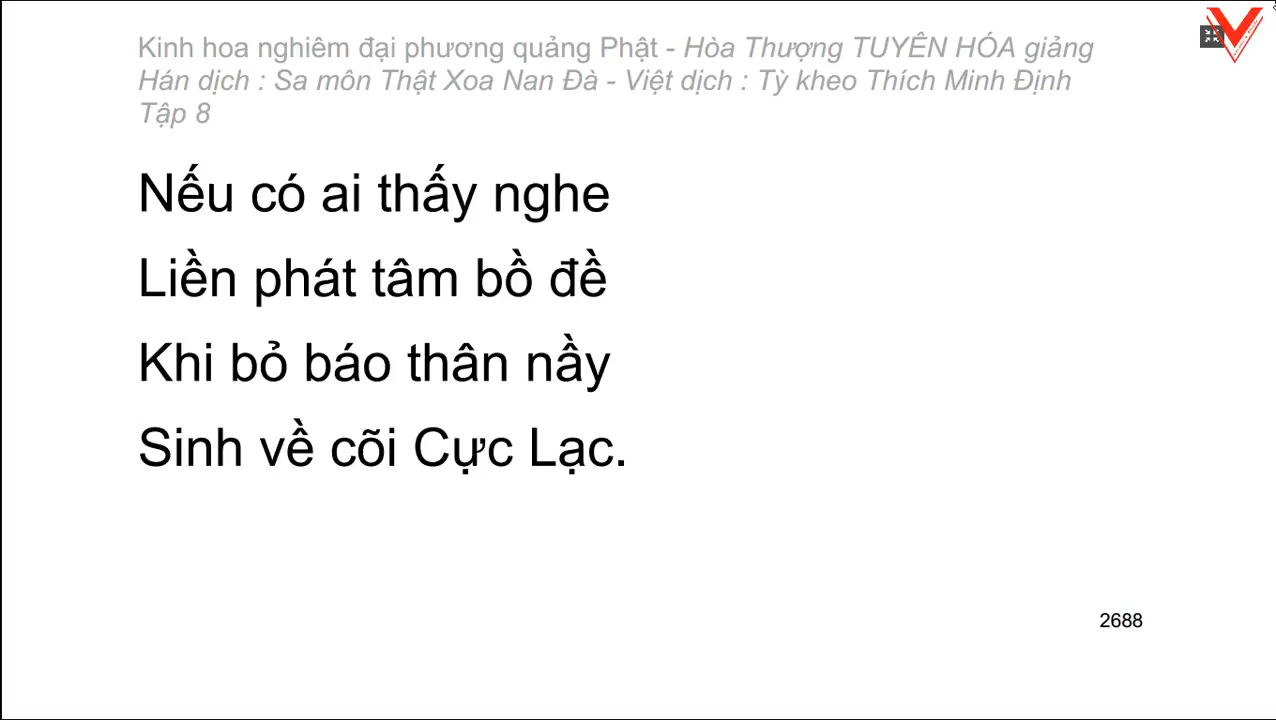 Kinh hoa nghiêm đại phương quảng Phật - Hòa Thượng TUYÊN HÓA giảng
Hán dịch : Sa môn Thật Xoa Nan Đà - Việt dịch : Tỳ kheo Thích Minh Định
Tập 8
Nếu có ai thấy nghe
Liền phát tâm bồ đề
Khi bỏ báo thân nầy
Sinh về cõi Cực Lạc.
2688